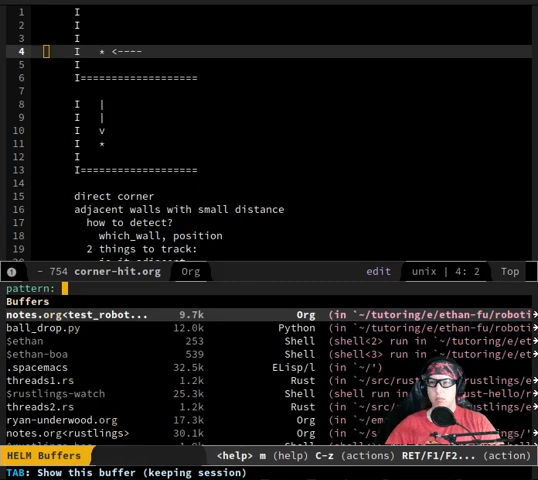 1 I
2 I
3 I
4 I * <----
5 I
6 I===================
7
8 I |
9 I |
10 I v
11 I *
12 I
13 I===================
14
15 direct corner
16 adjacent walls with small distance
17 how to detect?
18 which_wall, position
19 2 things to track:
1 - 754 corner-hit.org Org edit unix | 4: 2 Top
pattern:
Buffers
notes.org<test_robot... 9.7k Org (in `~/tutoring/e/ethan-fu/roboti
ball_drop.py 12.0k Python (in `~/tutoring/e/ethan-fu/roboti
$ethan 253 Shell (shell<2> run in `~/tutoring/e/et
$ethan-boa 539 Shell (shell<3> run in `~/tutoring/e/et
.spacemacs 32.5k ELisp/l (in `~/')
threads1.rs 1.2k Rust (in `~/src/rus rustlings/e
$rustlings-watch 25.3k Shell (shell run in ust-hello/r
threads2.rs 1.2k Rust (in `~/src/ rustlings/e
ryan-underwood.org 17.3k Org (in `~/em
notes.org<rustlings> 30.1k Org (in `~/s
HELM Buffers <help> m (help) C-z (actions) RET/F1/F2... (action)
TAB: Show this buffer (keeping session)